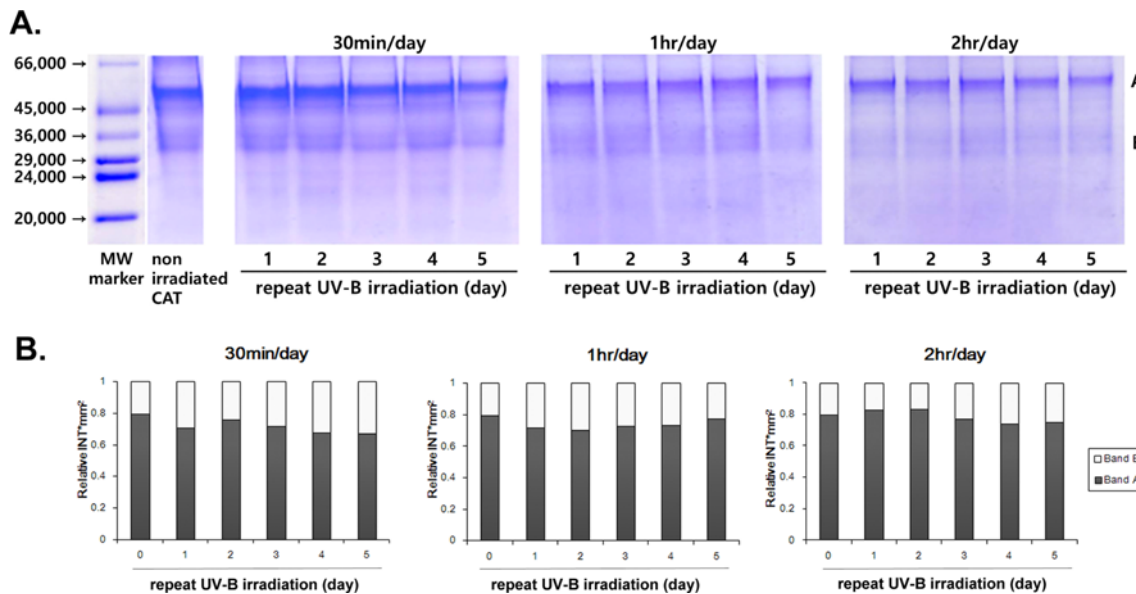 A.
30min/day 1hr/day 2hr/day
66,000 →
45,000 →
36,000 →
29,000 →
24,000 →
20,000 →
A
MW marker
non irradiated CAT
1 2 3 4 5
repeat UV-B irradiation (day)
1 2 3 4 5
repeat UV-B irradiation (day)
1 2 3 4 5
repeat UV-B irradiation (day)
B.
30min/day
Relative INT*mm²
1
0.8
0.6
0.4
0.2
0
0 1 2 3 4 5
repeat UV-B irradiation (day)
1hr/day
Relative INT*mm²
1
0.8
0.6
0.4
0.2
0
0 1 2 3 4 5
repeat UV-B irradiation (day)
2hr/day
Relative INT*mm²
1
0.8
0.6
0.4
0.2
0
0 1 2 3 4 5
repeat UV-B irradiation (day)
Band
Band